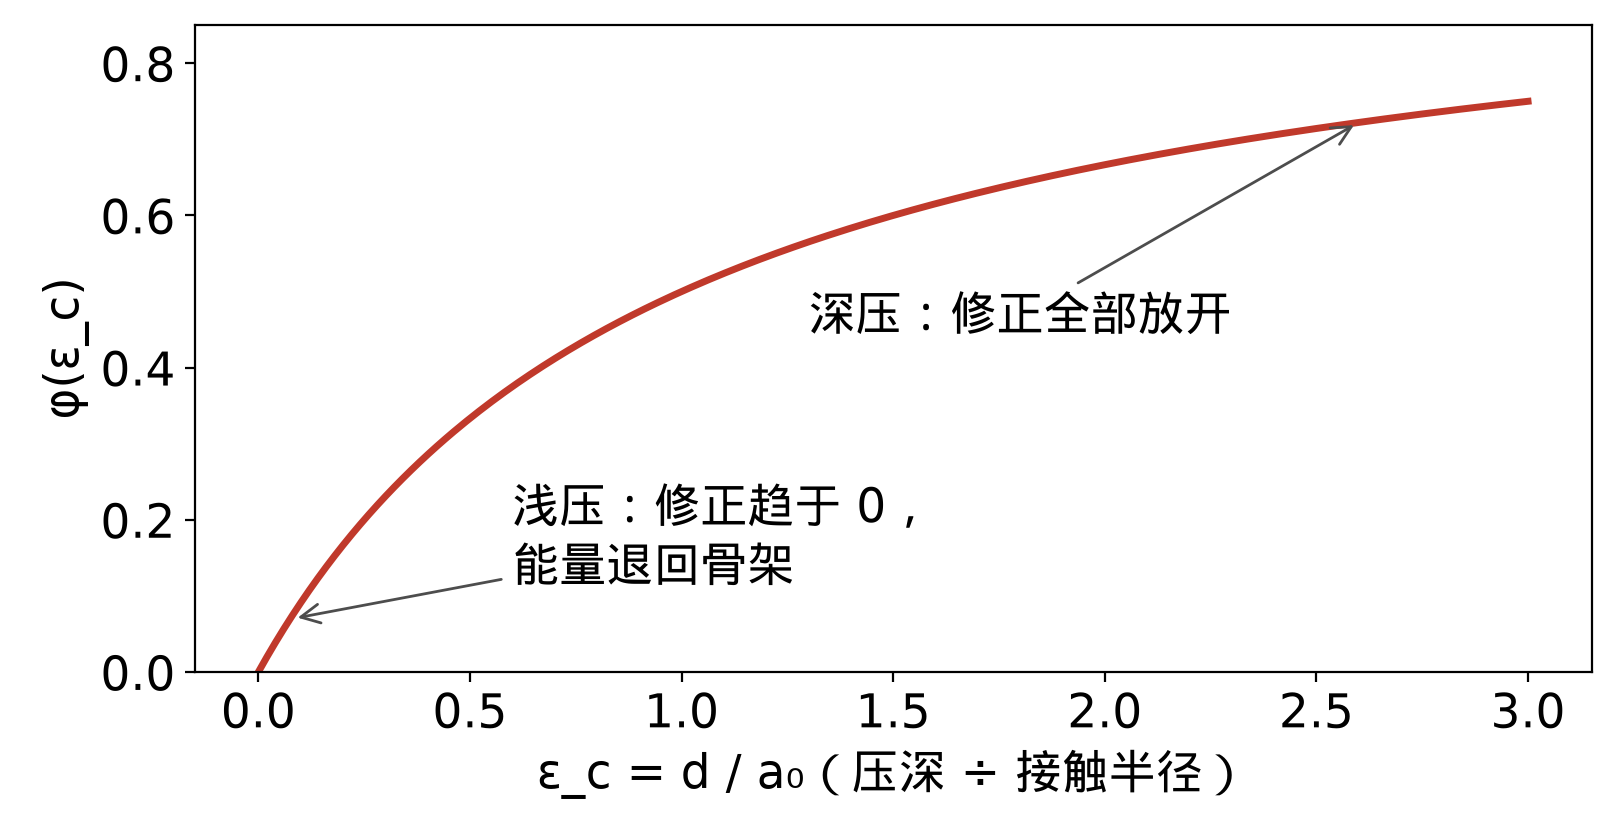 0.8
0.6
0.4
0.2
0.0
φ(ε_c)
深压：修正全部放开
浅压：修正趋于 0，
能量退回骨架
0.0 0.5 1.0 1.5 2.0 2.5 3.0
ε_c = d / a₀（压深 ÷ 接触半径）